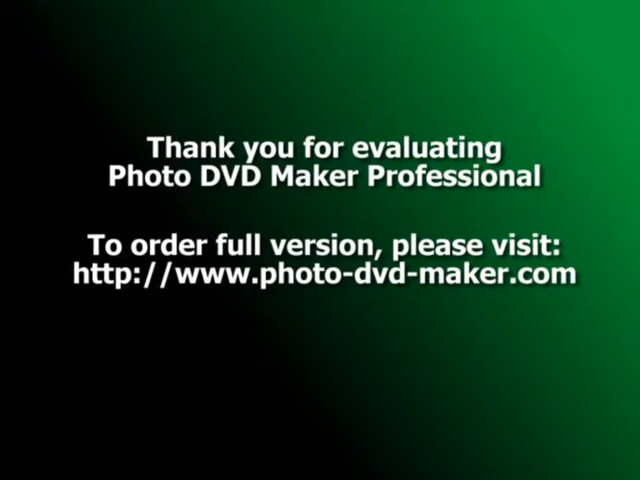 Thank you for evaluating
Photo DVD Maker Professional
To order full version, please visit:
http://www.photo-dvd-maker.com